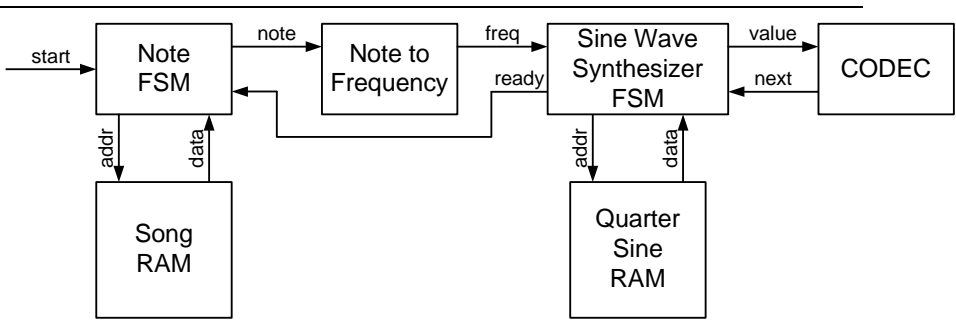 start
Note
FSM
note
Note to
Frequency
freq
ready
Sine Wave
Synthesizer
FSM
value
next
CODEC
addr
data
Song
RAM
addr
data
Quarter
Sine
RAM